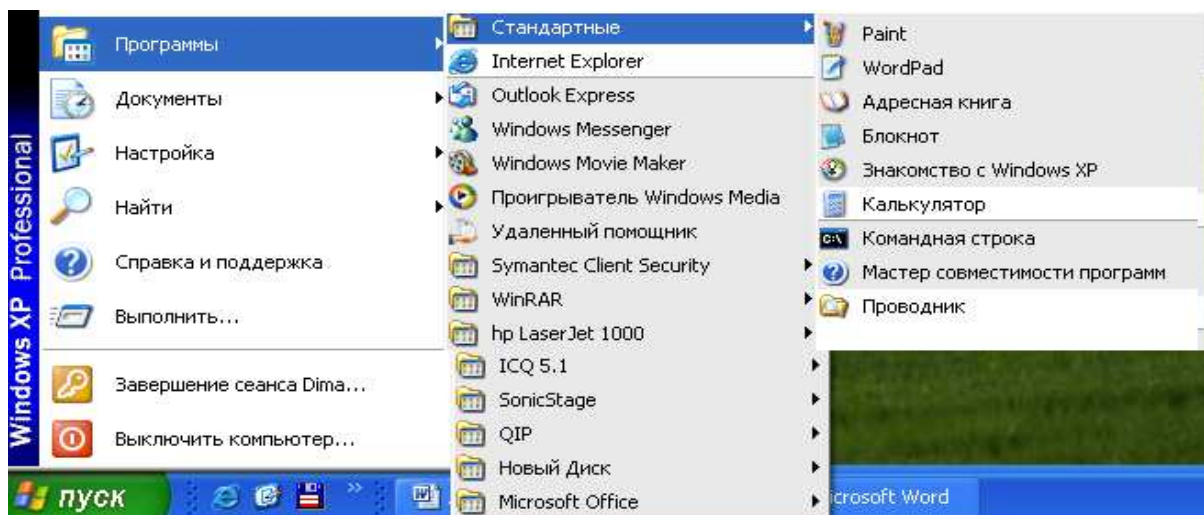 Windows XP Professional
Программы
Документы
Настройка
Найти
Справка и поддержка
Выполнить...
Завершение сеанса Dima...
Выключить компьютер...
Стандартные
Internet Explorer
Outlook Express
Windows Messenger
Windows Movie Maker
Проигрыватель Windows Media
Удаленный помощник
Symantec Client Security
WinRAR
hp LaserJet 1000
ICQ 5.1
SonicStage
QIP
Новый Диск
Microsoft Office
Paint
WordPad
Адресная книга
Блокнот
Знакомство с Windows XP
Калькулятор
Командная строка
Мастер совместимости программ
Проводник
пуск
icrosoft Word